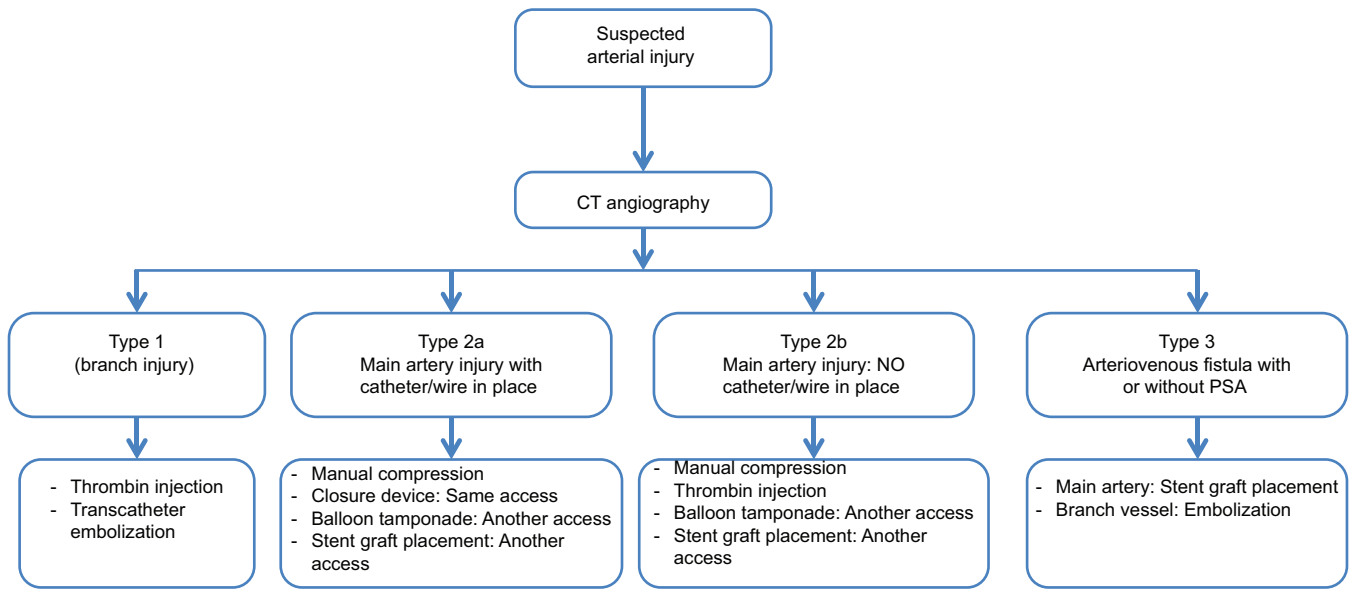 Suspected
arterial injury
CT angiography
Type 1
(branch injury)
Type 2a
Main artery injury with
catheter/wire in place
Type 2b
Main artery injury: NO
catheter/wire in place
Type 3
Arteriovenous fistula with
or without PSA
- Thrombin injection
- Transcatheter
embolization
- Manual compression
- Closure device: Same access
- Balloon tamponade: Another access
- Stent graft placement: Another
access
- Manual compression
- Thrombin injection
- Balloon tamponade: Another access
- Stent graft placement: Another
access
- Main artery: Stent graft placement
- Branch vessel: Embolization